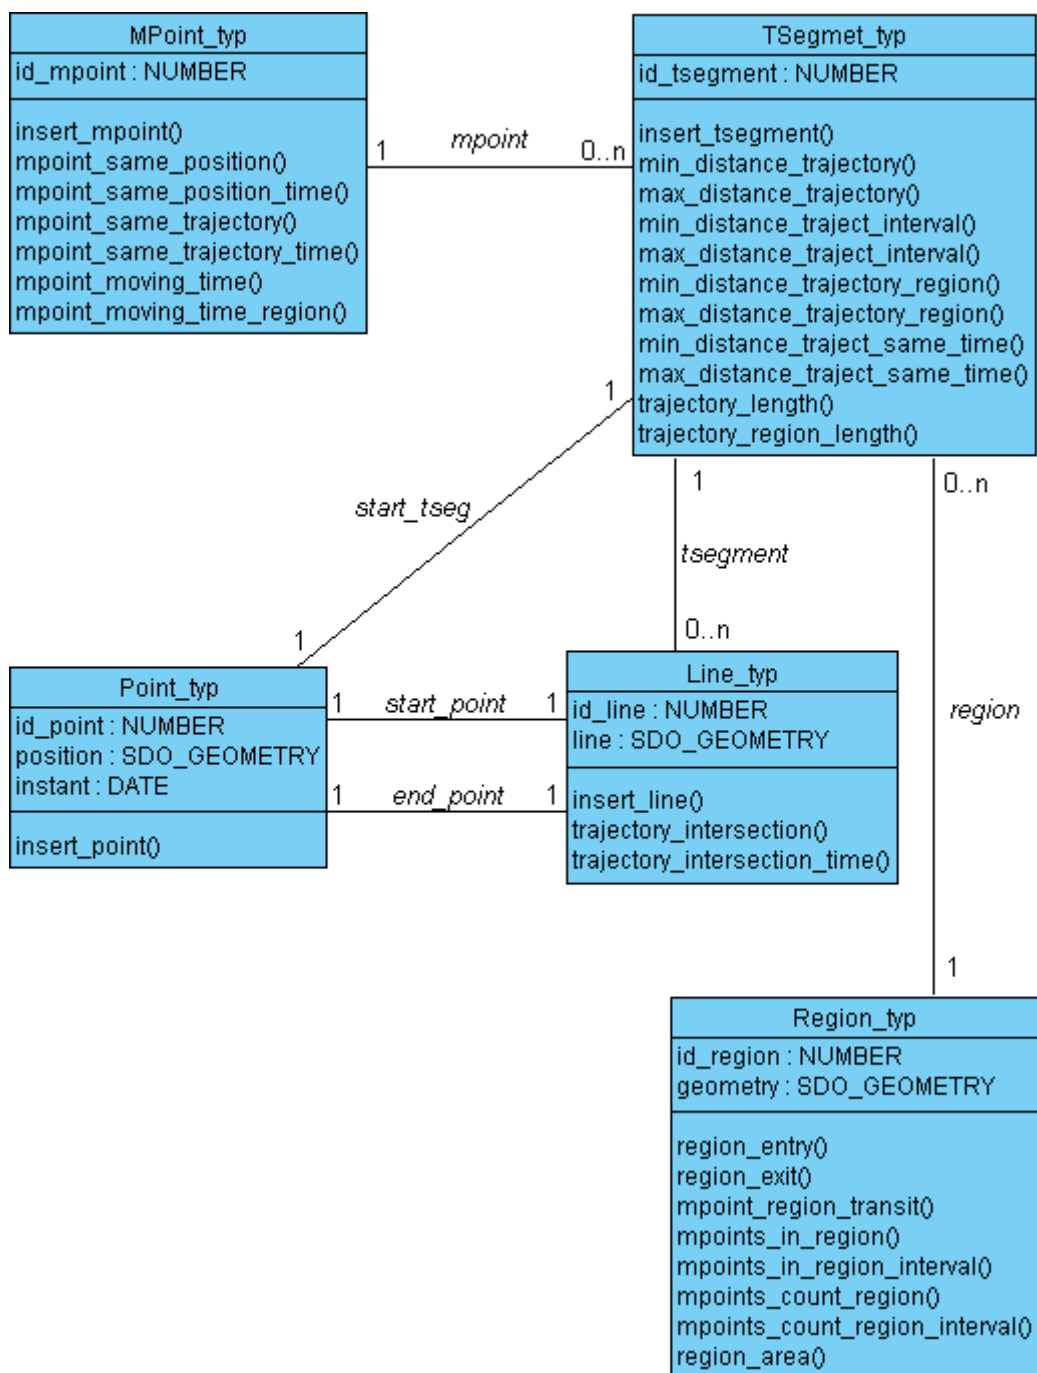 MPoint_typ
id_mpoint : NUMBER
insert_mpoint()
mpoint_same_position()
mpoint_same_position_time()
mpoint_same_trajectory()
mpoint_same_trajectory_time()
mpoint_moving_time()
mpoint_moving_time_region()
1
mpoint
0..n
TSegmet_typ
id_tsegment : NUMBER
insert_tsegment()
min_distance_trajectory()
max_distance_trajectory()
min_distance_traject_interval()
max_distance_traject_interval()
min_distance_trajectory_region()
max_distance_trajectory_region()
min_distance_traject_same_time()
max_distance_traject_same_time()
trajectory_length()
trajectory_region_length()
1
start_tseg
1
1
tsegment
0..n
0..n
region
1
Point_typ
id_point : NUMBER
position : SDO_GEOMETRY
instant : DATE
insert_point()
1
start_point
1
1
end_point
1
Line_typ
id_line : NUMBER
line : SDO_GEOMETRY
insert_line()
trajectory_intersection()
trajectory_intersection_time()
Region_typ
id_region : NUMBER
geometry : SDO_GEOMETRY
region_entry()
region_exit()
mpoint_region_transit()
mpoints_in_region()
mpoints_in_region_interval()
mpoints_count_region()
mpoints_count_region_interval()
region_area()